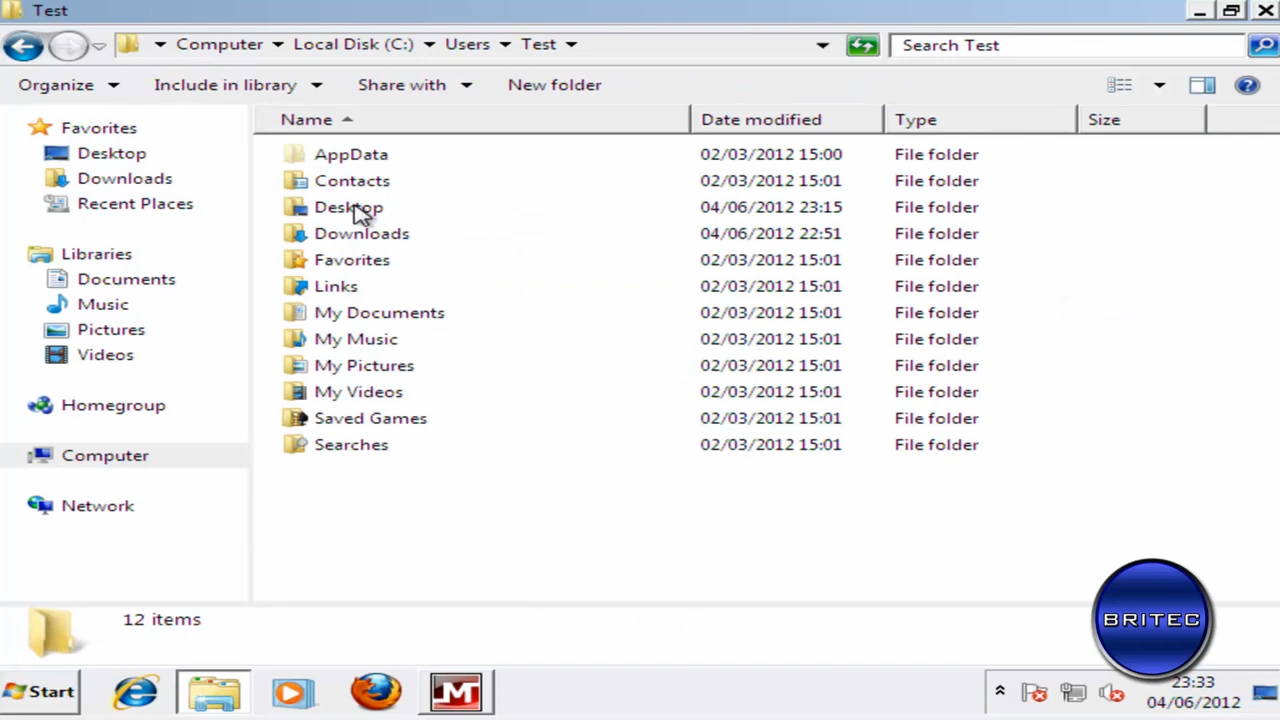 Test
Computer Local Disk (C:) Users Test Search Test
Organize Include in library Share with New folder
Name Date modified Type Size
Favorites
Desktop
Downloads
Recent Places
Libraries
Documents
Music
Pictures
Videos
Homegroup
Computer
Network
AppData 02/03/2012 15:00 File folder
Contacts 02/03/2012 15:01 File folder
Desktop 04/06/2012 23:15 File folder
Downloads 04/06/2012 22:51 File folder
Favorites 02/03/2012 15:01 File folder
Links 02/03/2012 15:01 File folder
My Documents 02/03/2012 15:01 File folder
My Music 02/03/2012 15:01 File folder
My Pictures 02/03/2012 15:01 File folder
My Videos 02/03/2012 15:01 File folder
Saved Games 02/03/2012 15:01 File folder
Searches 02/03/2012 15:01 File folder
12 items
BRITEC
Start
23:33
04/06/2012